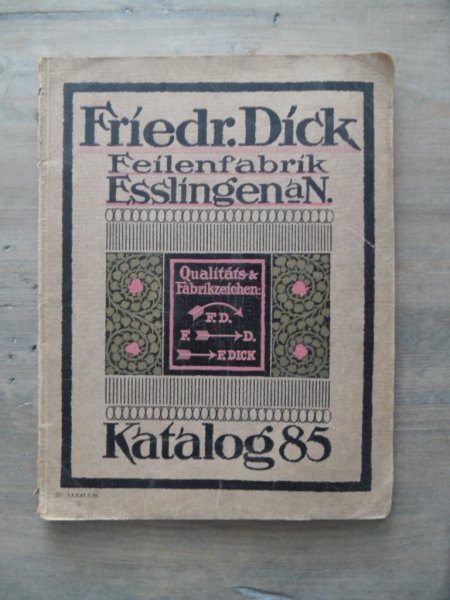 Friedr. Dick
Feilenfabrik
Esslingen a N.
Qualitäts- &
Fabrikzeichen:
F. D.
F. D.
F. DICK
Katalog 85